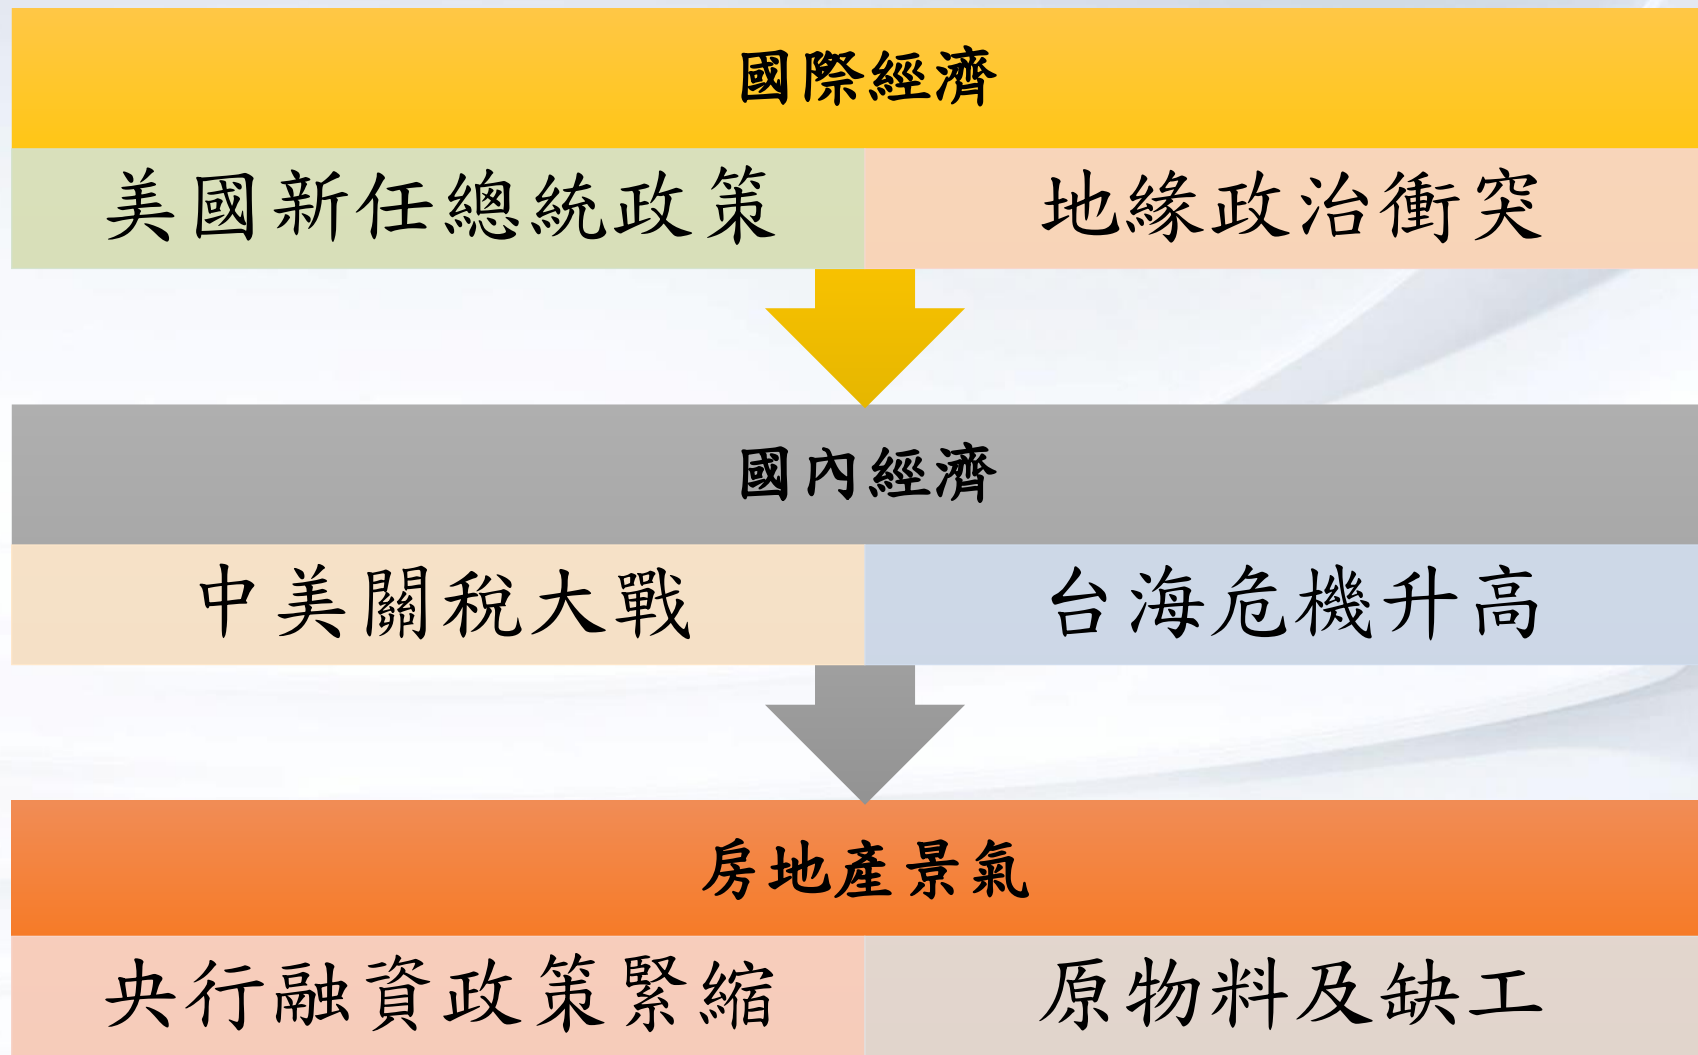 國際經濟
美國新任總統政策
地緣政治衝突
國內經濟
中美關稅大戰
台海危機升高
房地產景氣
央行融資政策緊縮
原物料及缺工